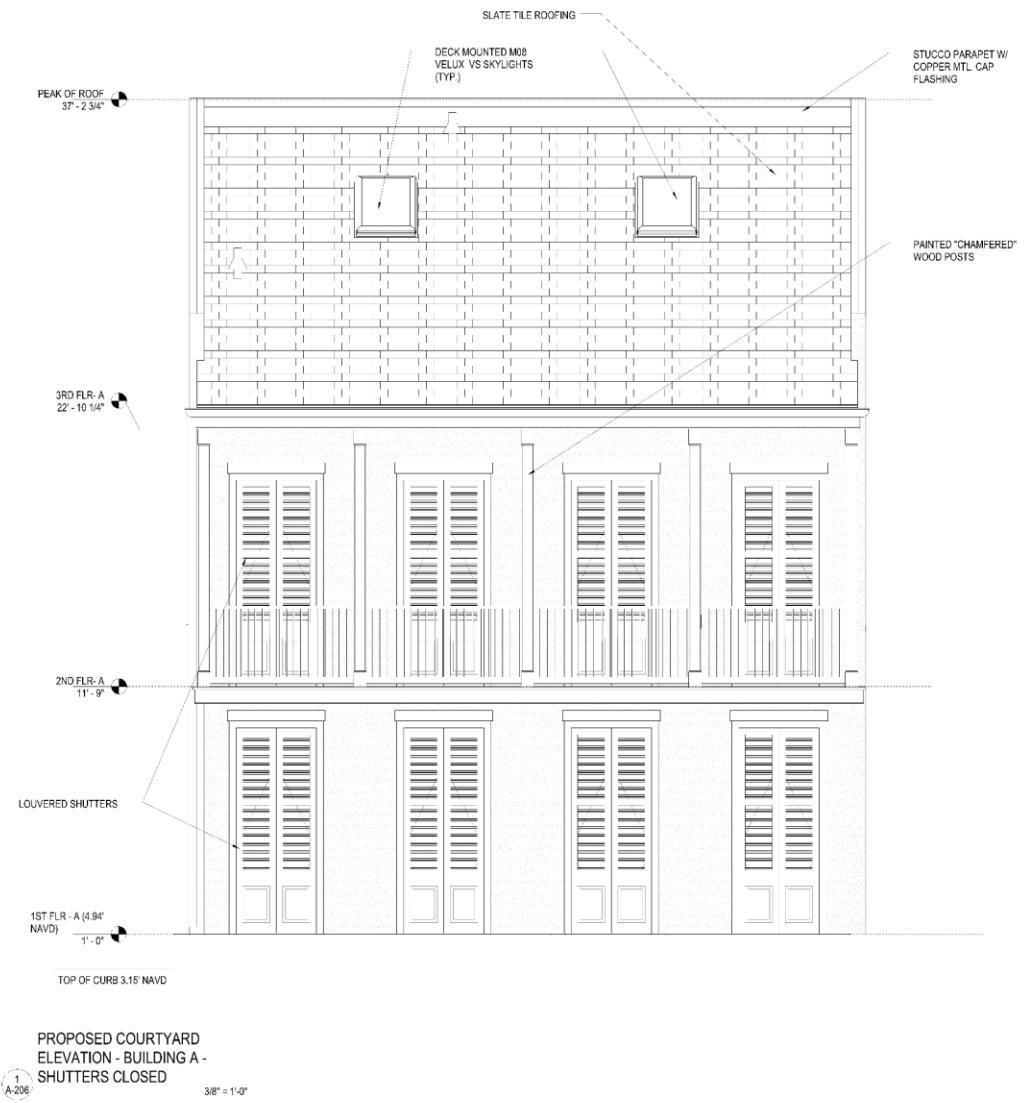 SLATE TILE ROOFING
DECK MOUNTED M08
VELUX VS SKYLIGHTS
(TYP.)
STUCCO PARAPET W/
COPPER MTL. CAP
FLASHING
PEAK OF ROOF
37' - 2 3/4"
PAINTED "CHAMFERED"
WOOD POSTS
3RD FLR- A
22' - 10 1/4"
2ND FLR- A
11' - 9"
LOUVERED SHUTTERS
1ST FLR - A (4.94'
NAVD)
1' - 0"
TOP OF CURB 3.15' NAVD
PROPOSED COURTYARD
ELEVATION - BUILDING A -
SHUTTERS CLOSED
1
A-206
3/8" = 1'-0"